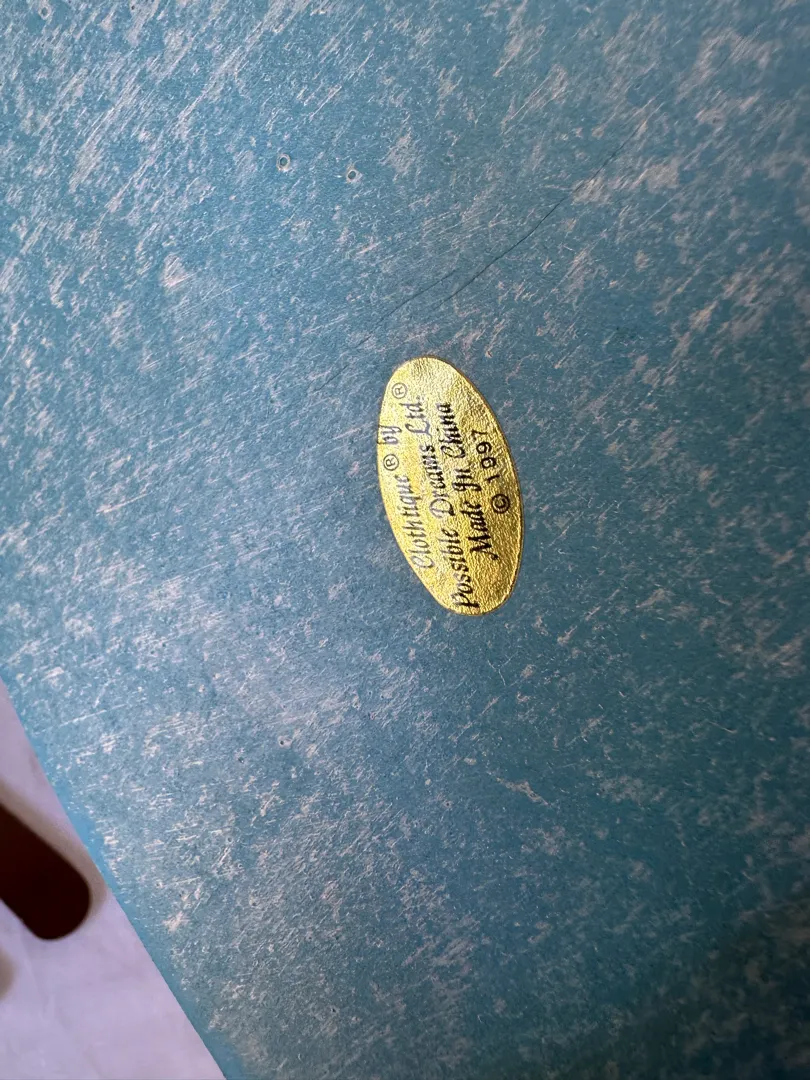 Clothtique® by
Possible Dreams Ltd.®
Made In China
© 1997